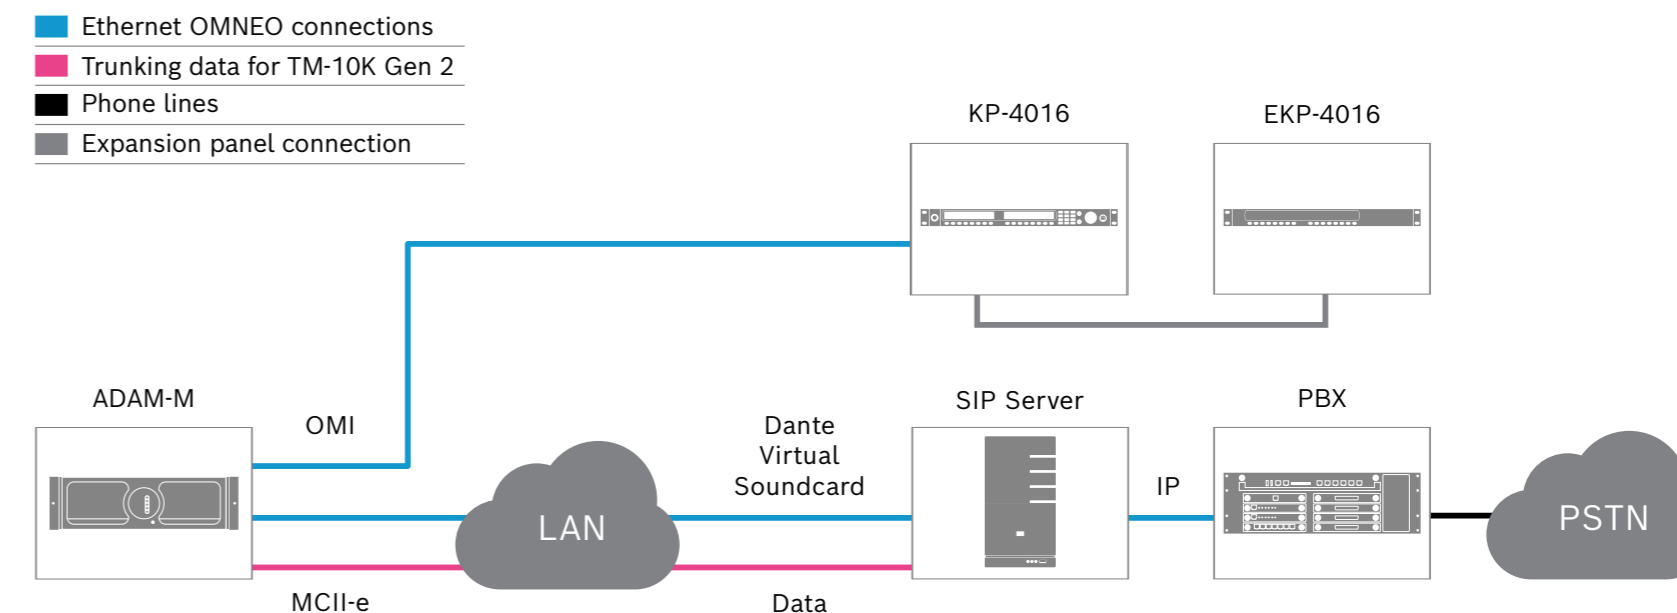 Ethernet OMNEO connections
Trunking data for TM-10K Gen 2
Phone lines
Expansion panel connection
KP-4016
EKP-4016
ADAM-M
OMI
Dante
Virtual
Soundcard
SIP Server
IP
PBX
LAN
PSTN
MCII-e
Data